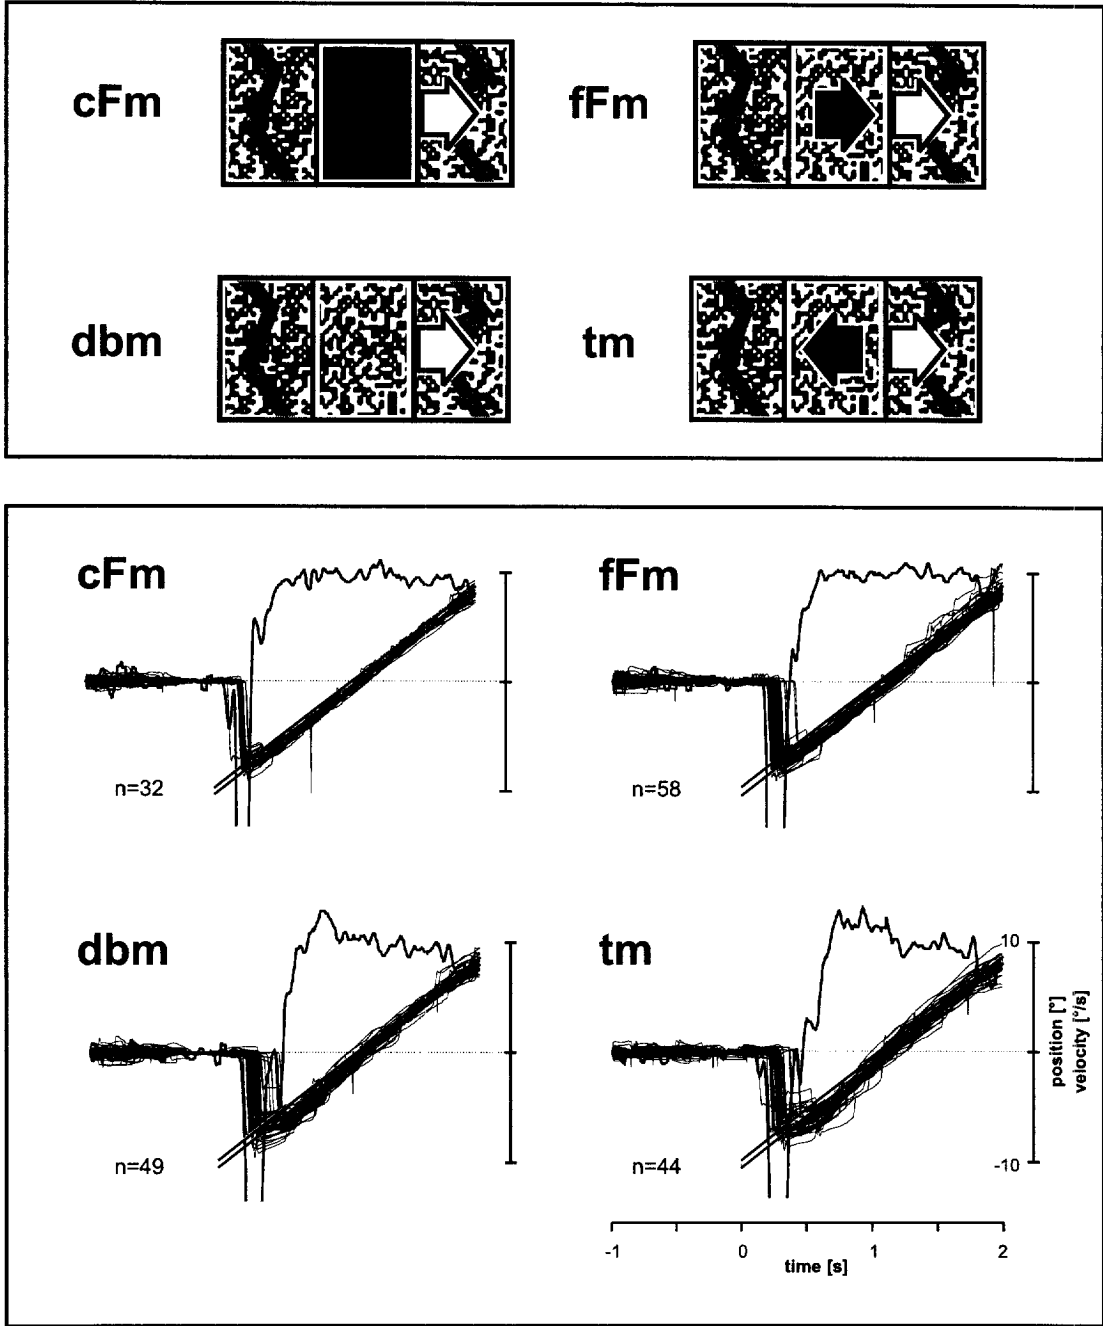 cFm
fFm
dbm
tm
cFm
fFm
n=32
n=58
dbm
tm
10
position [°]
velocity [°/s]
n=49
n=44
-10
-1 0 1 2
time [s]